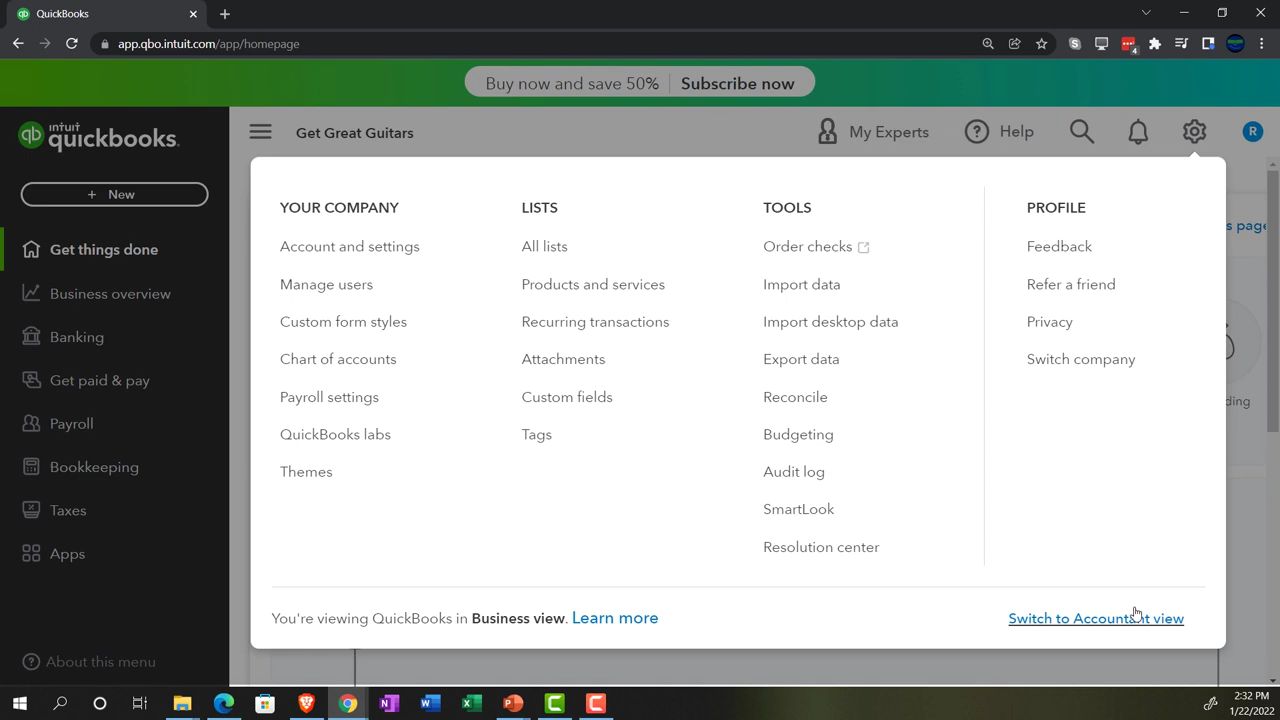 QuickBooks
app.qbo.intuit.com/app/homepage
4
Buy now and save 50% Subscribe now
intuit quickbooks.
Get Great Guitars
My Experts
Help
R
+ New
Get things done
Business overview
Banking
Get paid & pay
Payroll
Bookkeeping
Taxes
Apps
About this menu
YOUR COMPANY
Account and settings
Manage users
Custom form styles
Chart of accounts
Payroll settings
QuickBooks labs
Themes
LISTS
All lists
Products and services
Recurring transactions
Attachments
Custom fields
Tags
TOOLS
Order checks
Import data
Import desktop data
Export data
Reconcile
Budgeting
Audit log
SmartLook
Resolution center
PROFILE
Feedback
Refer a friend
Privacy
Switch company
s page
ding
You're viewing QuickBooks in Business view. Learn more
Switch to Accountant view
2:32 PM
1/22/2022